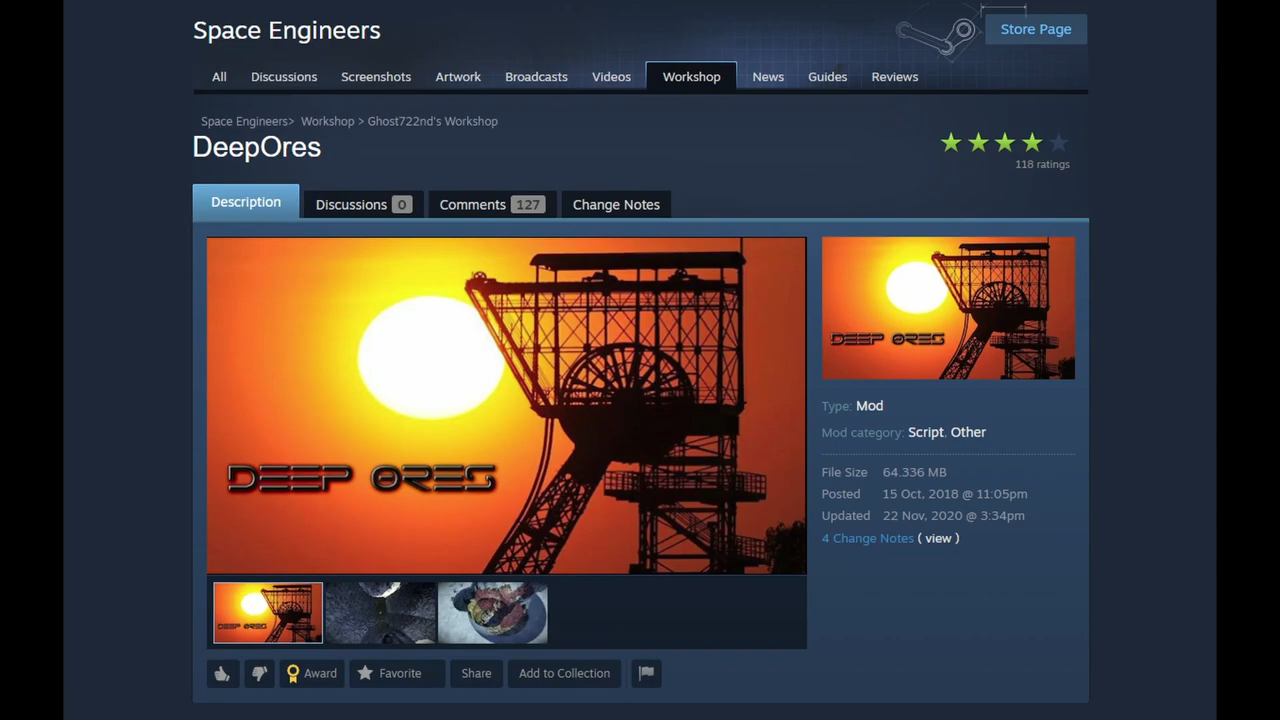 Space Engineers
Store Page
All Discussions Screenshots Artwork Broadcasts Videos Workshop News Guides Reviews
Space Engineers> Workshop > Ghost722nd's Workshop
DeepOres
118 ratings
Description Discussions 0 Comments 127 Change Notes
DEEP ORES
DEEP ORES
Type: Mod
Mod category: Script, Other
File Size 64.336 MB
Posted 15 Oct, 2018 @ 11:05pm
Updated 22 Nov, 2020 @ 3:34pm
4 Change Notes ( view )
DEEP ORES
Award Favorite Share Add to Collection